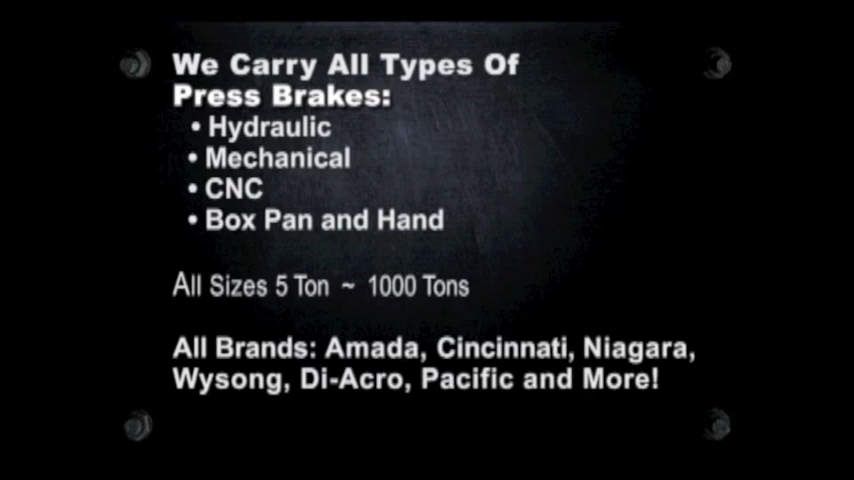 We Carry All Types Of
Press Brakes:
• Hydraulic
• Mechanical
• CNC
• Box Pan and Hand
All Sizes 5 Ton ~ 1000 Tons
All Brands: Amada, Cincinnati, Niagara,
Wysong, Di-Acro, Pacific and More!